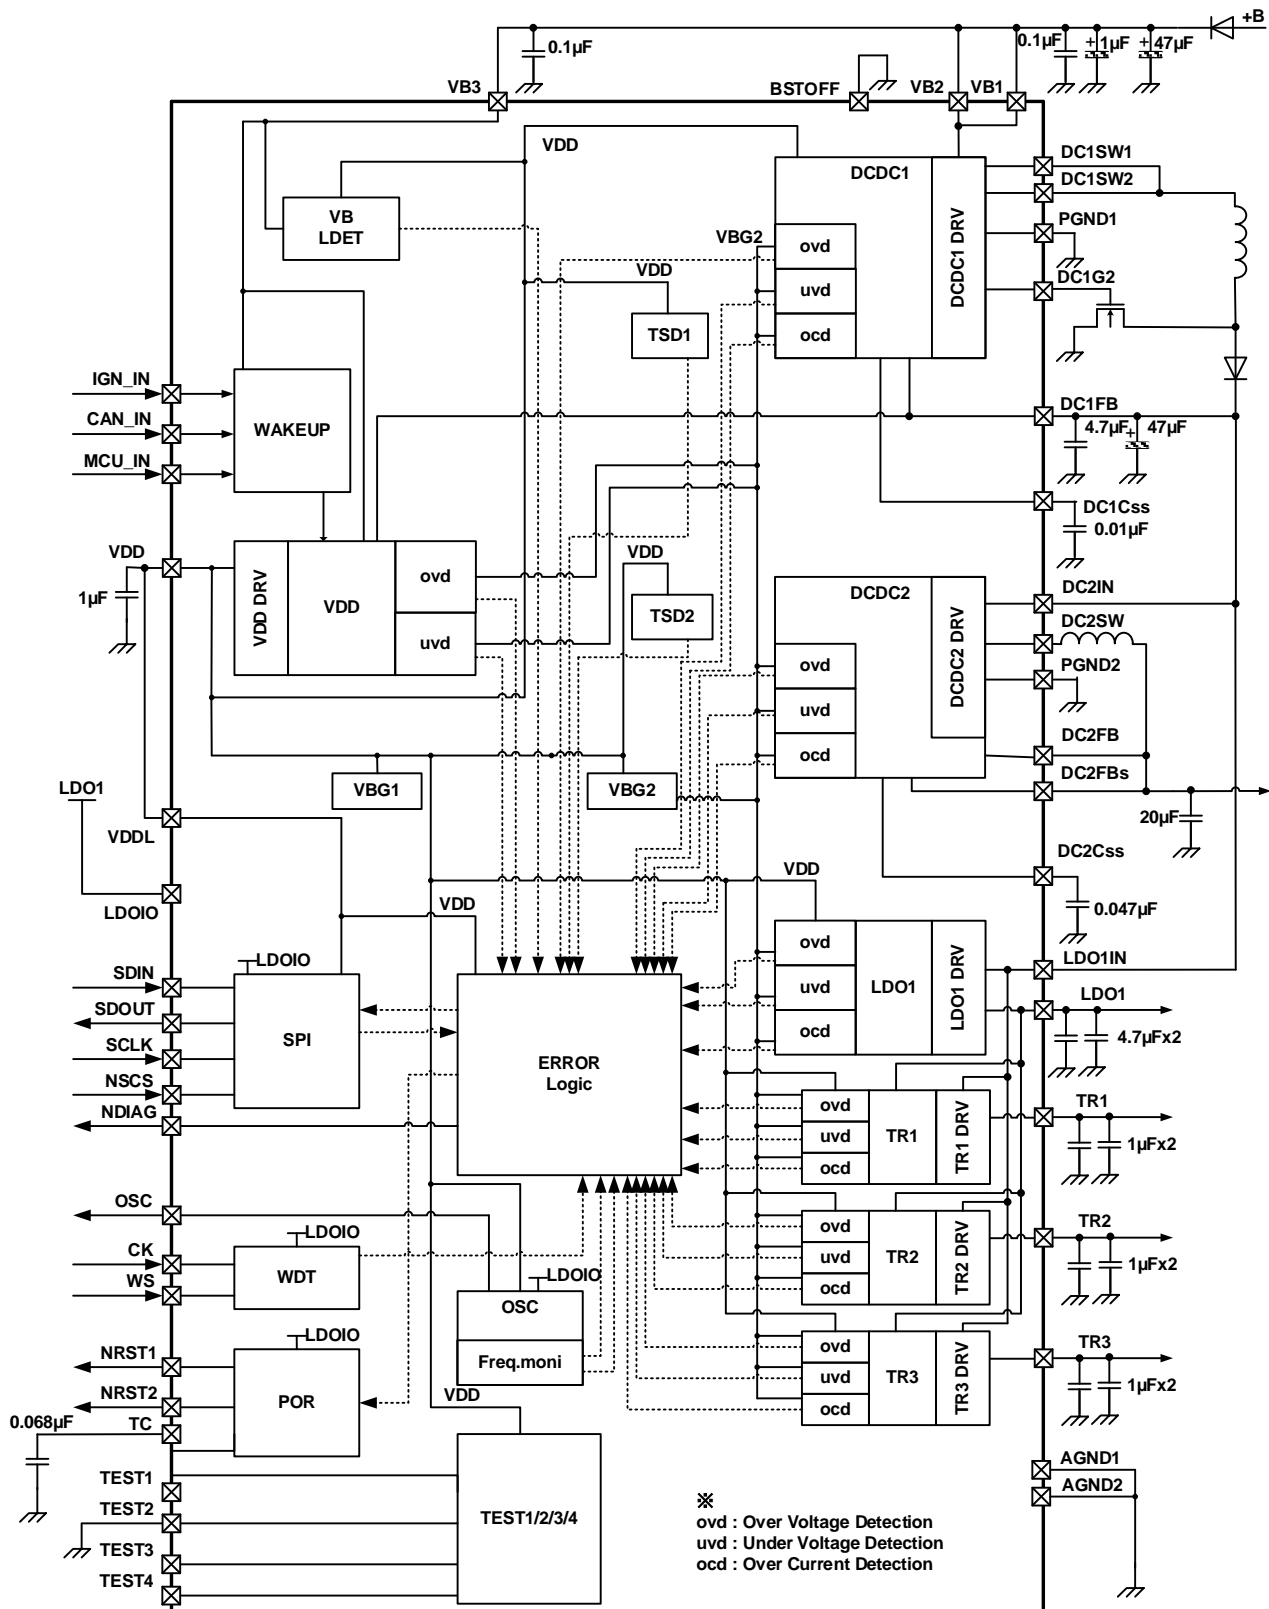 +B
0.1µF
0.1µF
1µF
47µF
VB3
BSTOFF
VB2
VB1
VDD
DCDC1
DCDC1 DRV
DC1SW1
DC1SW2
VB
LDET
PGND1
VBG2
ovd
uvd
ocd
VDD
TSD1
DC1G2
IGN_IN
CAN_IN
MCU_IN
WAKEUP
DC1FB
4.7µF
47µF
DC1Css
0.01µF
VDD
1µF
VDD DRV
VDD
ovd
uvd
VDD
TSD2
DCDC2
DCDC2 DRV
ovd
uvd
ocd
DC2IN
DC2SW
PGND2
DC2FB
DC2FBs
20µF
VBG1
VBG2
LDO1
VDDL
LDOIO
DC2Css
0.047µF
VDD
VDD
LDOIO
SDIN
SDOUT
SCLK
NSCS
NDIAG
SPI
ERROR
Logic
ovd
uvd
ocd
LDO1
LDO1 DRV
LDO1IN
LDO1
4.7µFx2
ovd
uvd
ocd
TR1
TR1 DRV
TR1
1µFx2
OSC
CK
WS
LDOIO
WDT
ovd
uvd
ocd
TR2
TR2 DRV
TR2
1µFx2
LDOIO
OSC
Freq.moni
LDOIO
NRST1
NRST2
POR
TC
0.068µF
VDD
ovd
uvd
ocd
TR3
TR3 DRV
TR3
1µFx2
TEST1
TEST2
TEST3
TEST4
TEST1/2/3/4
AGND1
AGND2
※
ovd : Over Voltage Detection
uvd : Under Voltage Detection
ocd : Over Current Detection